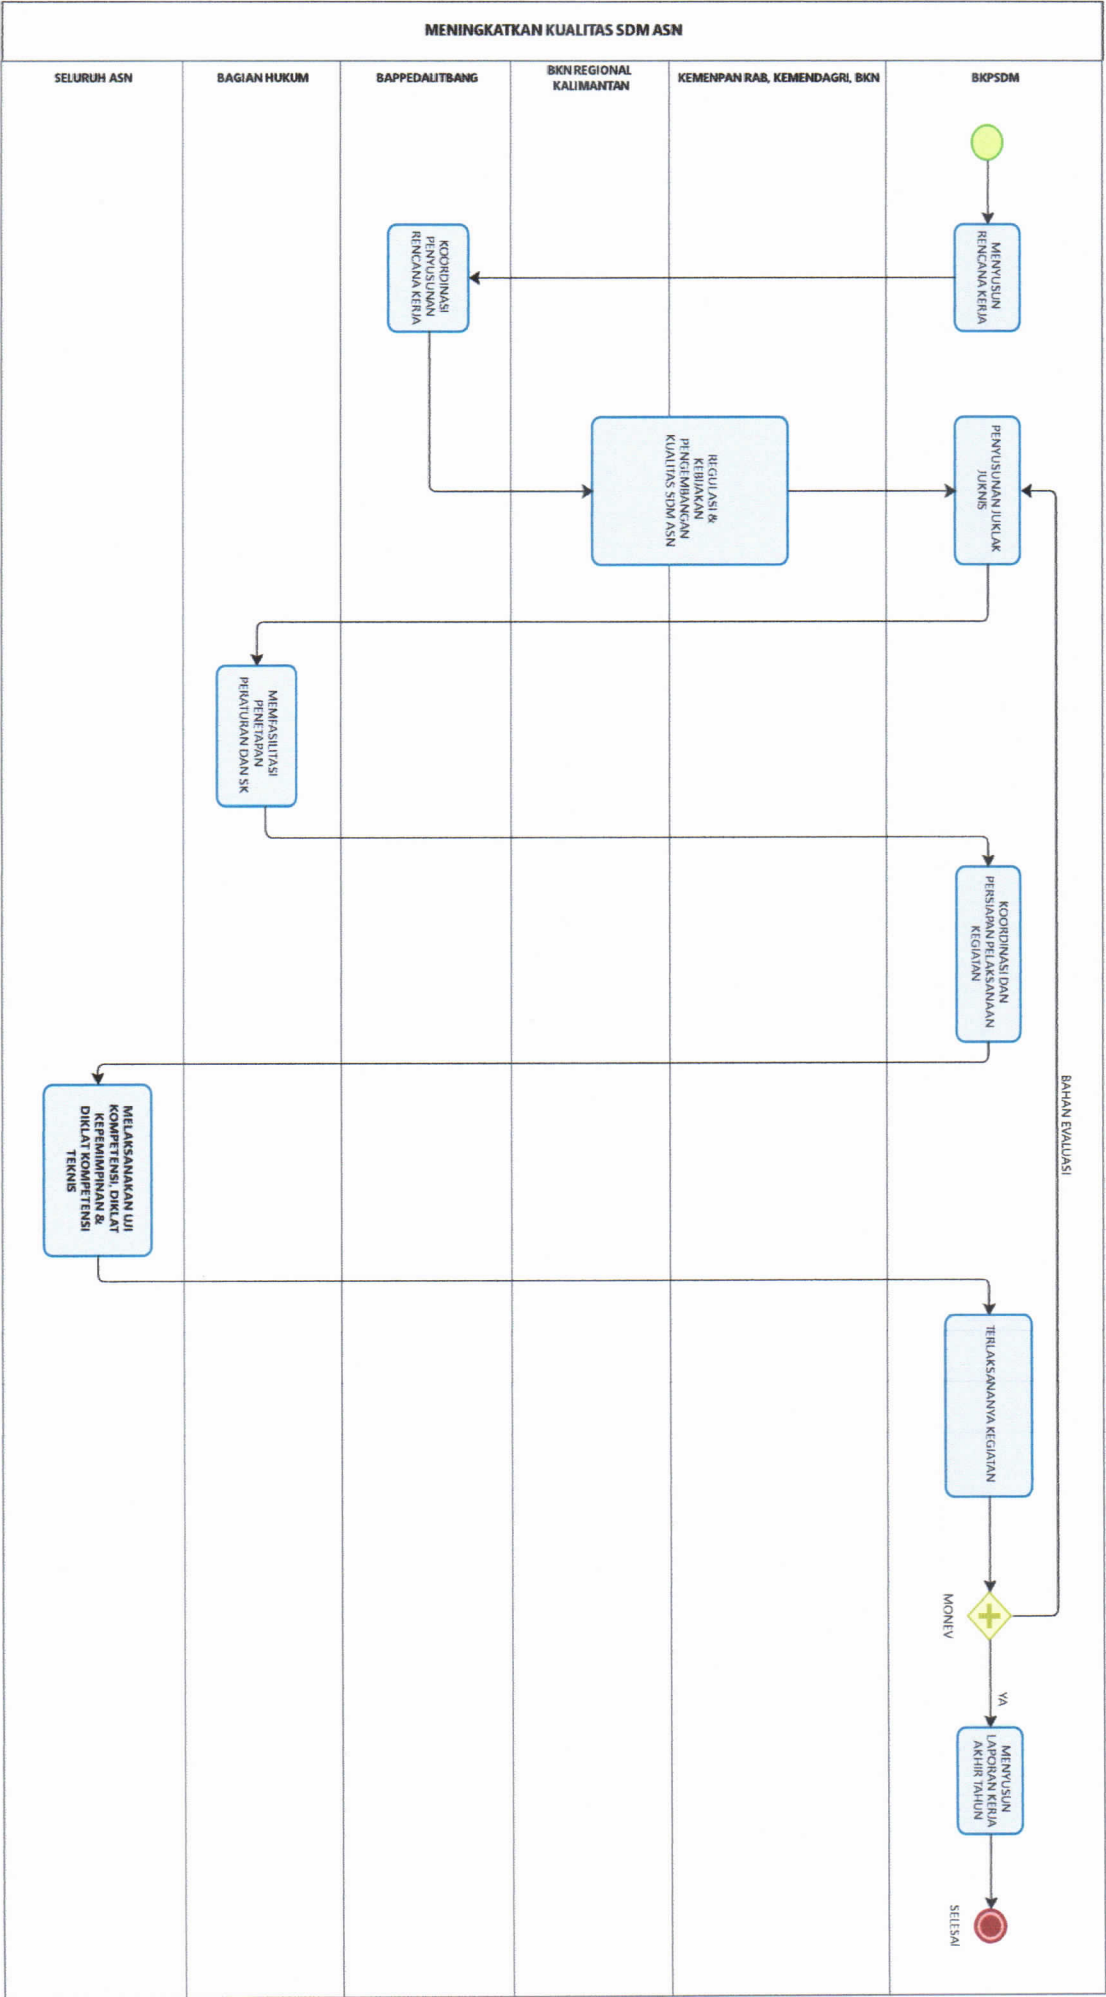 MENINGKATKAN KUALITAS SDM ASN
SELURUH ASN
BAGIAN HUKUM
BAPPEDALITBANG
BKN REGIONAL
KALIMANTAN
KEMENPAN RAB, KEMENDAGRI, BKN
BKPSDM
MENYUSUN
RENCANA KERJA
KOORDINASI
PENYUSUNAN
RENCANA KERJA
REGULASI &
KEBIJAKAN
PENGEMBANGAN
KUALITAS SDM ASN
PENYUSUNAN JUKLAK
JUKNIS
MEMFASILITASI
PENETAPAN
PERATURAN DAN SK
KOORDINASI DAN
PERSIAPAN PELAKSANAAN
KEGIATAN
MELAKSANAKAN UJI
KOMPETENSI, DIKLAT
KEPEMIMPINAN &
DIKLAT KOMPETENSI
TEKNIS
TERLAKSANANYA KEGIATAN
BAHAN EVALUASI
MONEV
YA
MENYUSUN
LAPORAN KERJA
AKHIR TAHUN
SELESAI